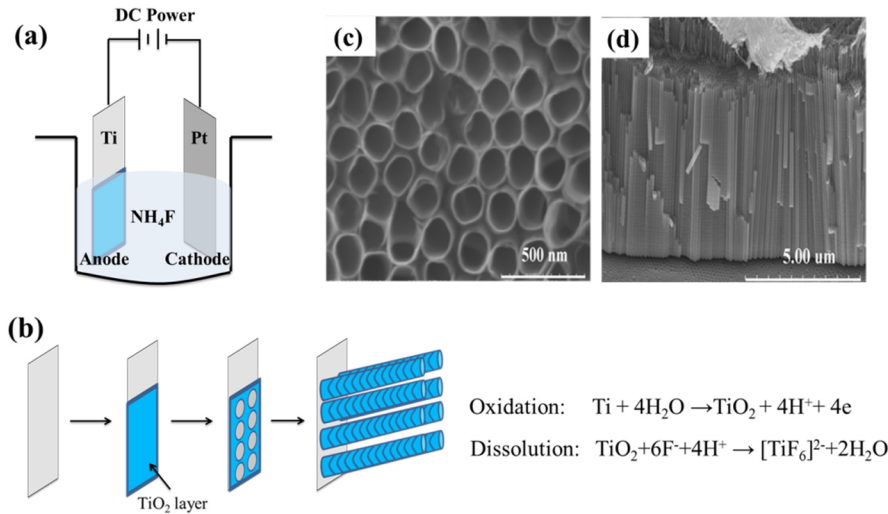 (a)
DC Power
Ti
Pt
NH₄F
Anode
Cathode
(c)
500 nm
(d)
5.00 um
(b)
TiO₂ layer
Oxidation: Ti + 4H₂O →TiO₂ + 4H⁺+ 4e
Dissolution: TiO₂+6F⁻+4H⁺ → [TiF₆]²⁻+2H₂O